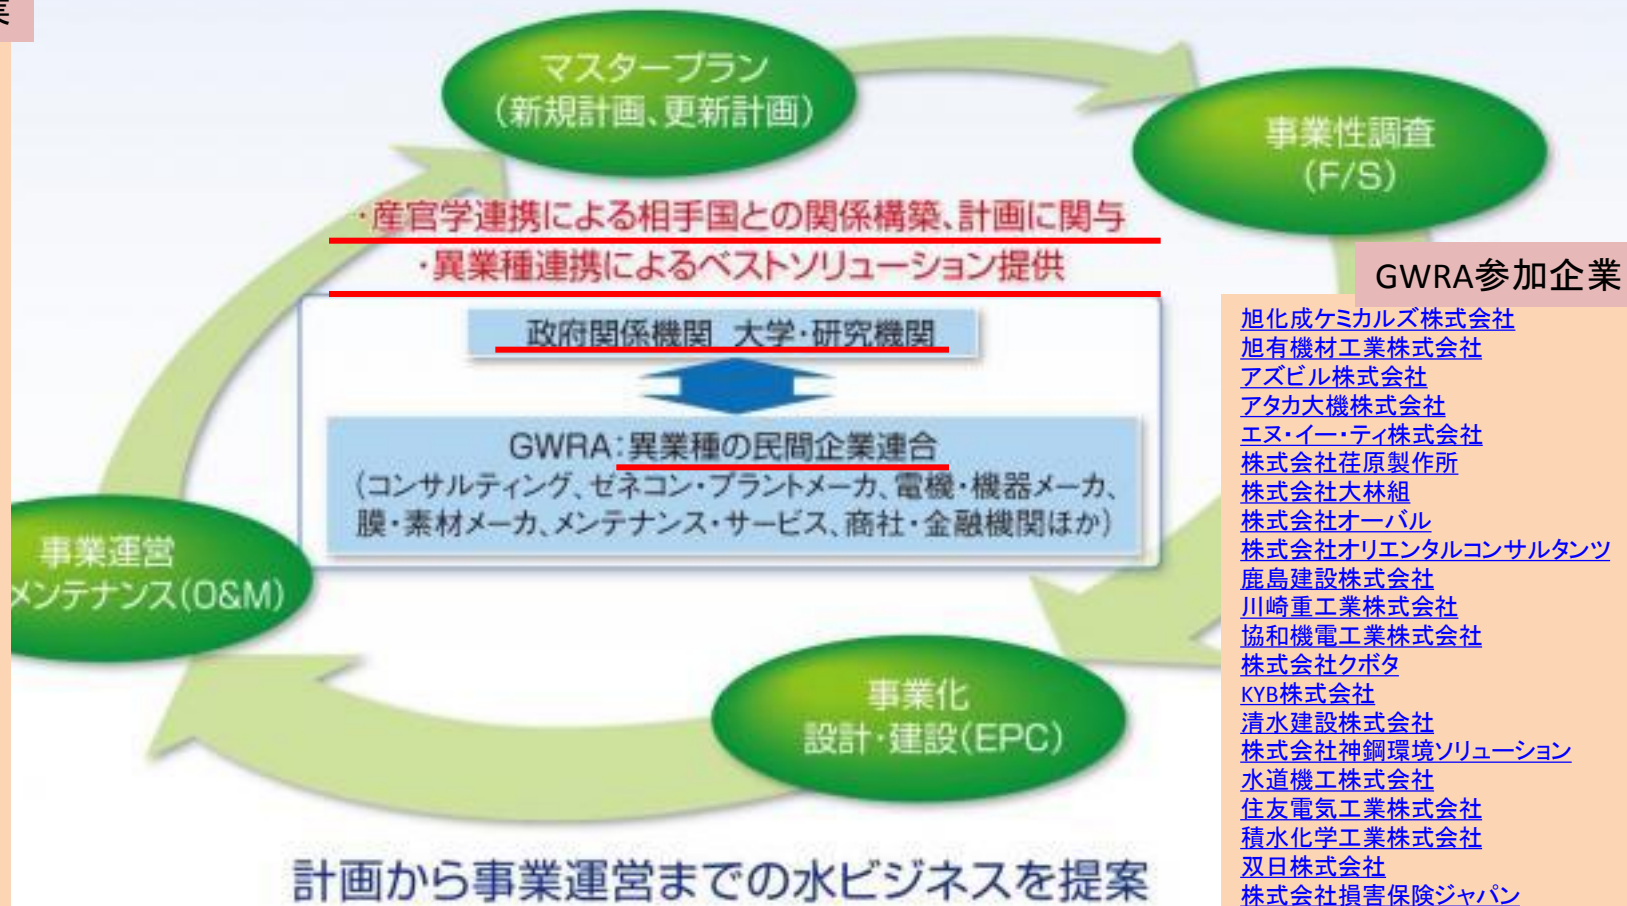 業
マスタープラン
(新規計画、更新計画)
事業性調査
(F/S)
・産官学連携による相手国との関係構築、計画に関与
・異業種連携によるベストソリューション提供
政府関係機関 大学・研究機関
GWRA:異業種の民間企業連合
(コンサルティング、ゼネコン・プラントメーカ、電機・機器メーカ、
膜・素材メーカ、メンテナンス・サービス、商社・金融機関ほか)
事業運営
メンテナンス(O&M)
事業化
設計・建設(EPC)
計画から事業運営までの水ビジネスを提案
GWRA参加企業
旭化成ケミカルズ株式会社
旭有機材工業株式会社
アズビル株式会社
アタカ大機株式会社
エヌ・イー・ティ株式会社
株式会社荏原製作所
株式会社大林組
株式会社オーバル
株式会社オリエンタルコンサルタンツ
鹿島建設株式会社
川崎重工業株式会社
協和機電工業株式会社
株式会社クボタ
KYB株式会社
清水建設株式会社
株式会社神鋼環境ソリューション
水道機工株式会社
住友電気工業株式会社
積水化学工業株式会社
双日株式会社
株式会社損害保険ジャパン